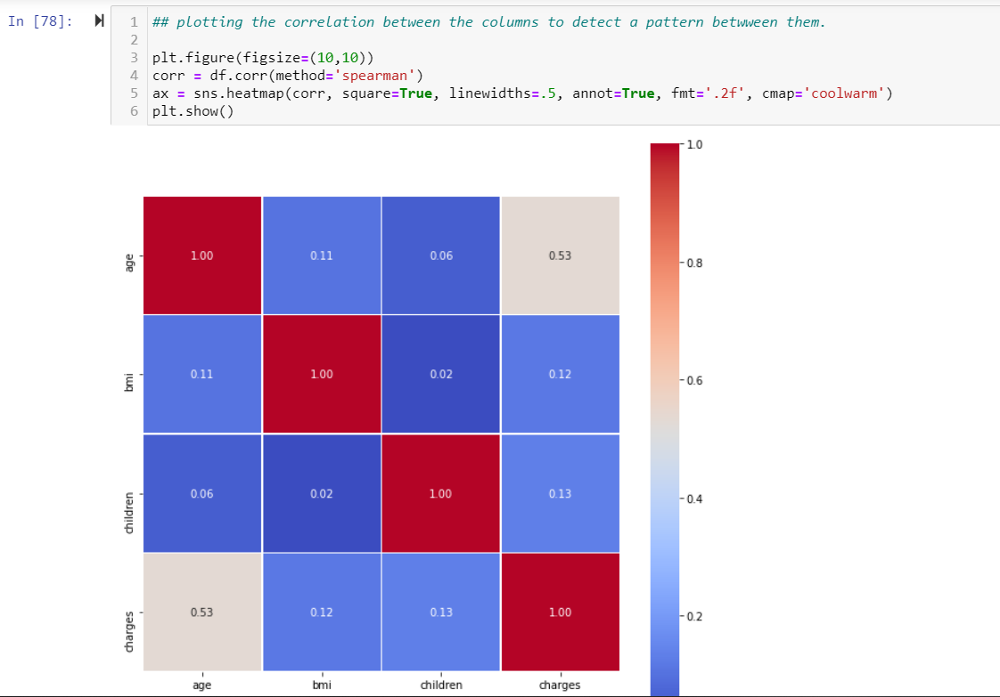 In [78]:
1 ## plotting the correlation between the columns to detect a pattern betwween them.
2
3 plt.figure(figsize=(10,10))
4 corr = df.corr(method='spearman')
5 ax = sns.heatmap(corr, square=True, linewidths=.5, annot=True, fmt='.2f', cmap='coolwarm')
6 plt.show()
1.0
0.8
0.6
0.4
0.2
age 1.00 0.11 0.06 0.53
bmi 0.11 1.00 0.02 0.12
children 0.06 0.02 1.00 0.13
charges 0.53 0.12 0.13 1.00
age bmi children charges